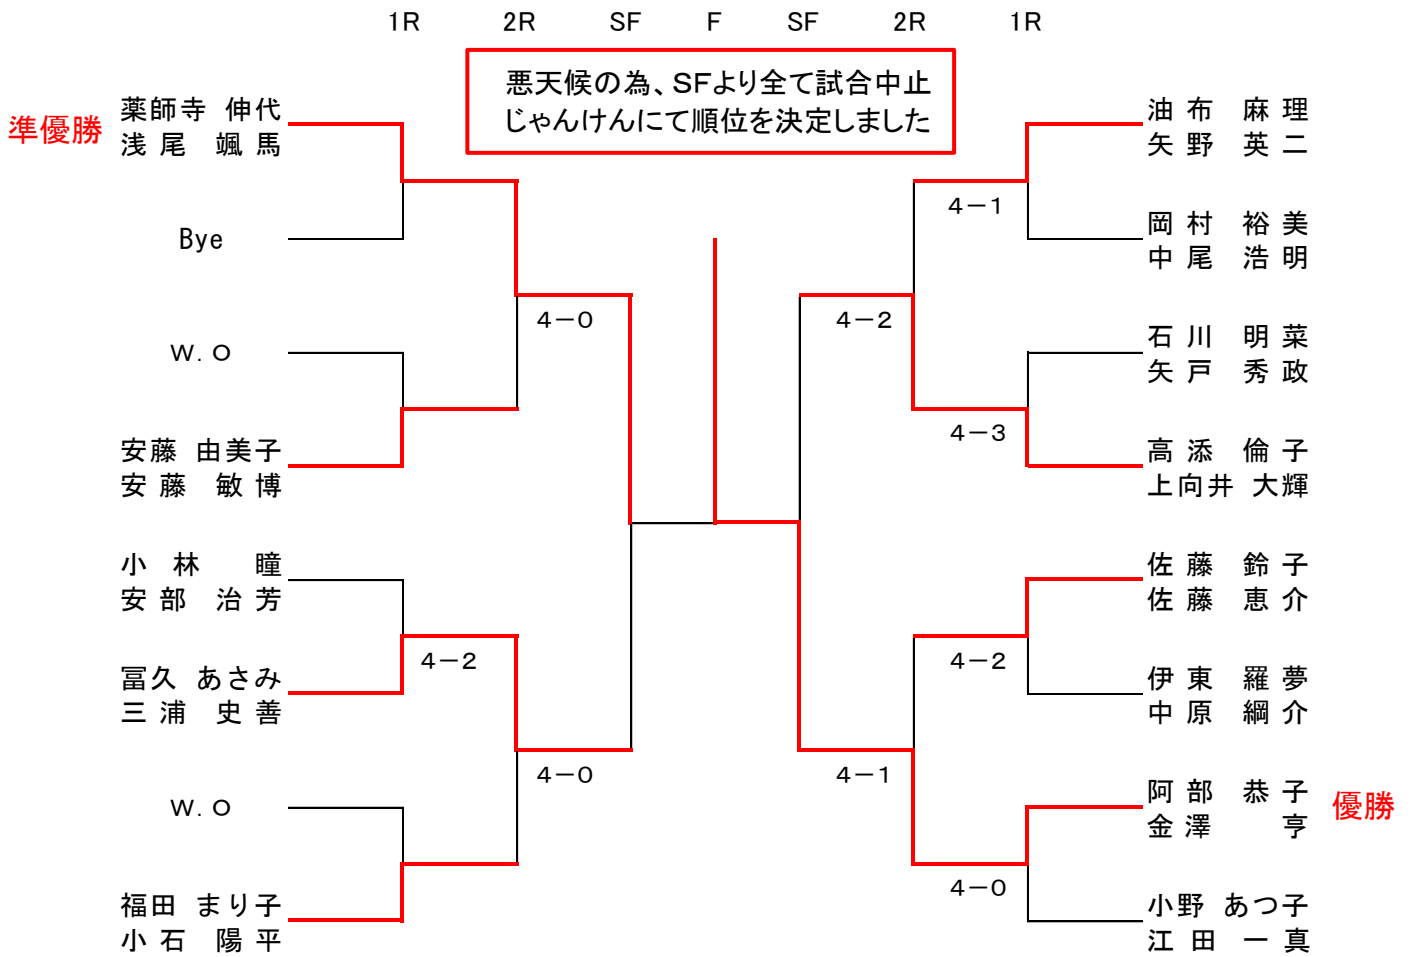 1R 2R SF F SF 2R 1R
悪天候の為、SFより全て試合中止
じゃんけんにて順位を決定しました
準優勝
薬師寺 伸代
浅尾 颯馬
Bye
4-0
W.O
安藤 由美子
安藤 敏博
小林 瞳
安部 治芳
4-2
冨久 あさみ
三浦 史善
4-0
W.O
福田 まり子
小石 陽平
油布 麻理
矢野 英二
4-1
岡村 裕美
中尾 浩明
4-2
石川 明菜
矢戸 秀政
4-3
高添 倫子
上向井 大輝
佐藤 鈴子
佐藤 恵介
4-2
伊東 羅夢
中原 綱介
4-1
阿部 恭子
金澤 亨
優勝
4-0
小野 あつ子
江田 一真